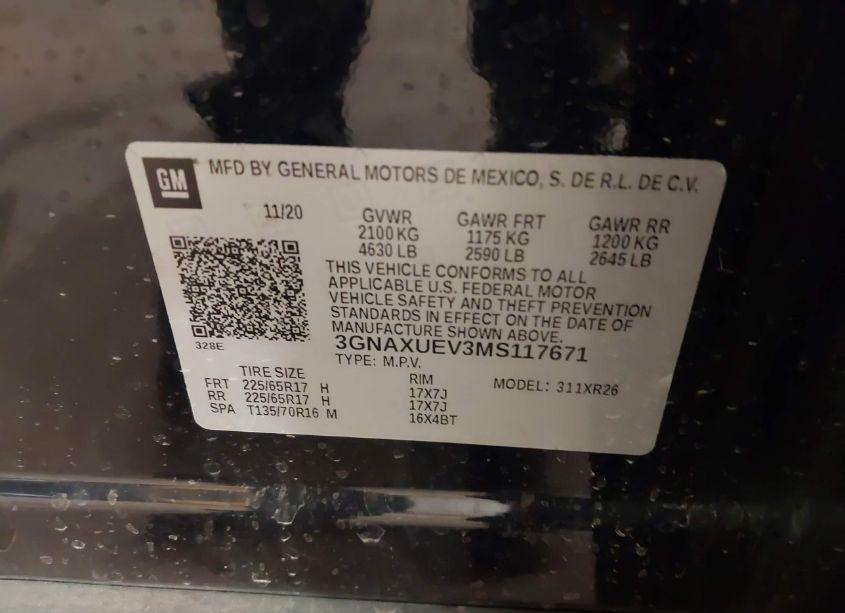 GM
MFD BY GENERAL MOTORS DE MEXICO, S. DE R.L. DE C.V.
11/20
GVWR
2100 KG
4630 LB
GAWR FRT
1175 KG
2590 LB
GAWR RR
1200 KG
2645 LB
THIS VEHICLE CONFORMS TO ALL
APPLICABLE U.S. FEDERAL MOTOR
VEHICLE SAFETY AND THEFT PREVENTION
STANDARDS IN EFFECT ON THE DATE OF
MANUFACTURE SHOWN ABOVE.
328E
3GNAXUEV3MS117671
TYPE: M.P.V.
MODEL: 311XR26
TIRE SIZE RIM
FRT 225/65R17 H 17X7J
RR 225/65R17 H 17X7J
SPA T135/70R16 M 16X4BT